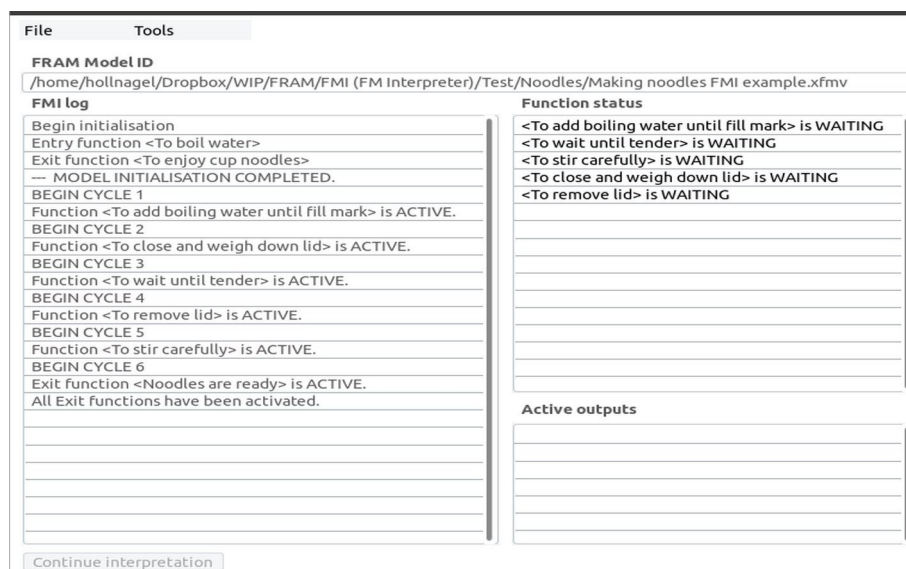 File Tools
FRAM Model ID
/home/hollnagel/Dropbox/WIP/FRAM/FMI (FM Interpreter)/Test/Noodles/Making noodles FMI example.xfmv
FMI log
Begin initialisation
Entry function <To boil water>
Exit function <To enjoy cup noodles>
--- MODEL INITIALISATION COMPLETED.
BEGIN CYCLE 1
Function <To add boiling water until fill mark> is ACTIVE.
BEGIN CYCLE 2
Function <To close and weigh down lid> is ACTIVE.
BEGIN CYCLE 3
Function <To wait until tender> is ACTIVE.
BEGIN CYCLE 4
Function <To remove lid> is ACTIVE.
BEGIN CYCLE 5
Function <To stir carefully> is ACTIVE.
BEGIN CYCLE 6
Exit function <Noodles are ready> is ACTIVE.
All Exit functions have been activated.
Function status
<To add boiling water until fill mark> is WAITING
<To wait until tender> is WAITING
<To stir carefully> is WAITING
<To close and weigh down lid> is WAITING
<To remove lid> is WAITING
Active outputs
Continue interpretation